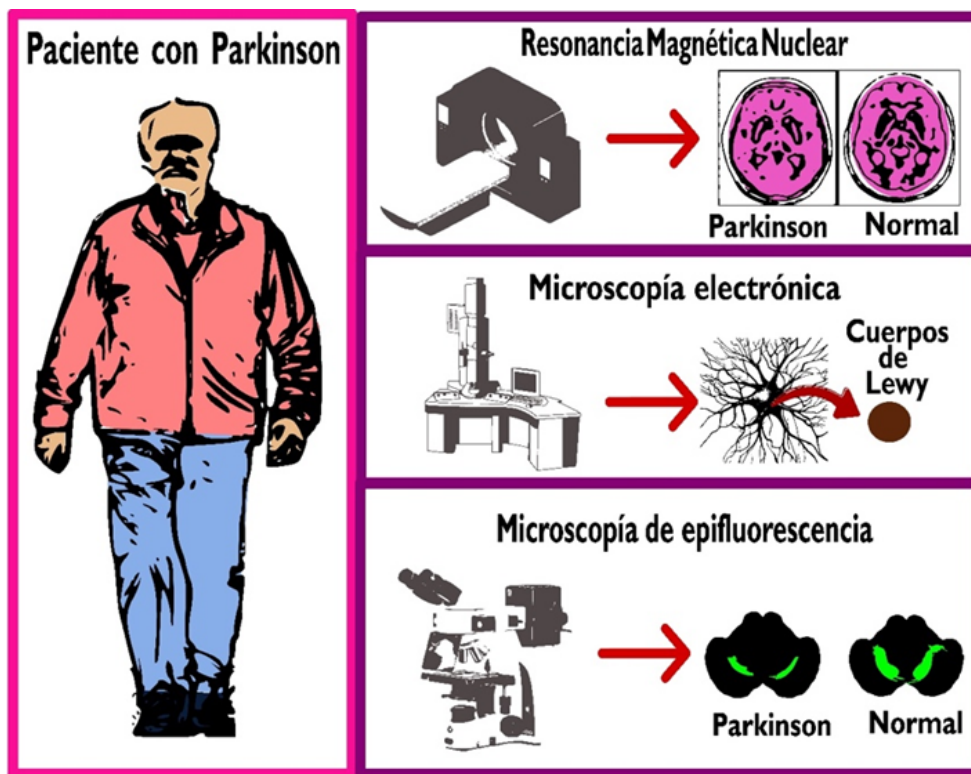 Paciente con Parkinson
Resonancia Magnética Nuclear
Parkinson
Normal
Microscopía electrónica
Cuerpos
de
Lewy
Microscopía de epifluorescencia
Parkinson
Normal